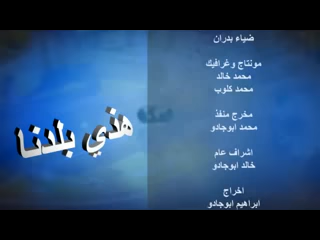 ضياء بدران
مونتاج وغرافيك
محمد خالد
محمد كلوب
مخرج منفذ
محمد ابوجادو
اشراف عام
خالد ابوجادو
اخراج
ابراهيم ابوجادو
هذي بلدنا